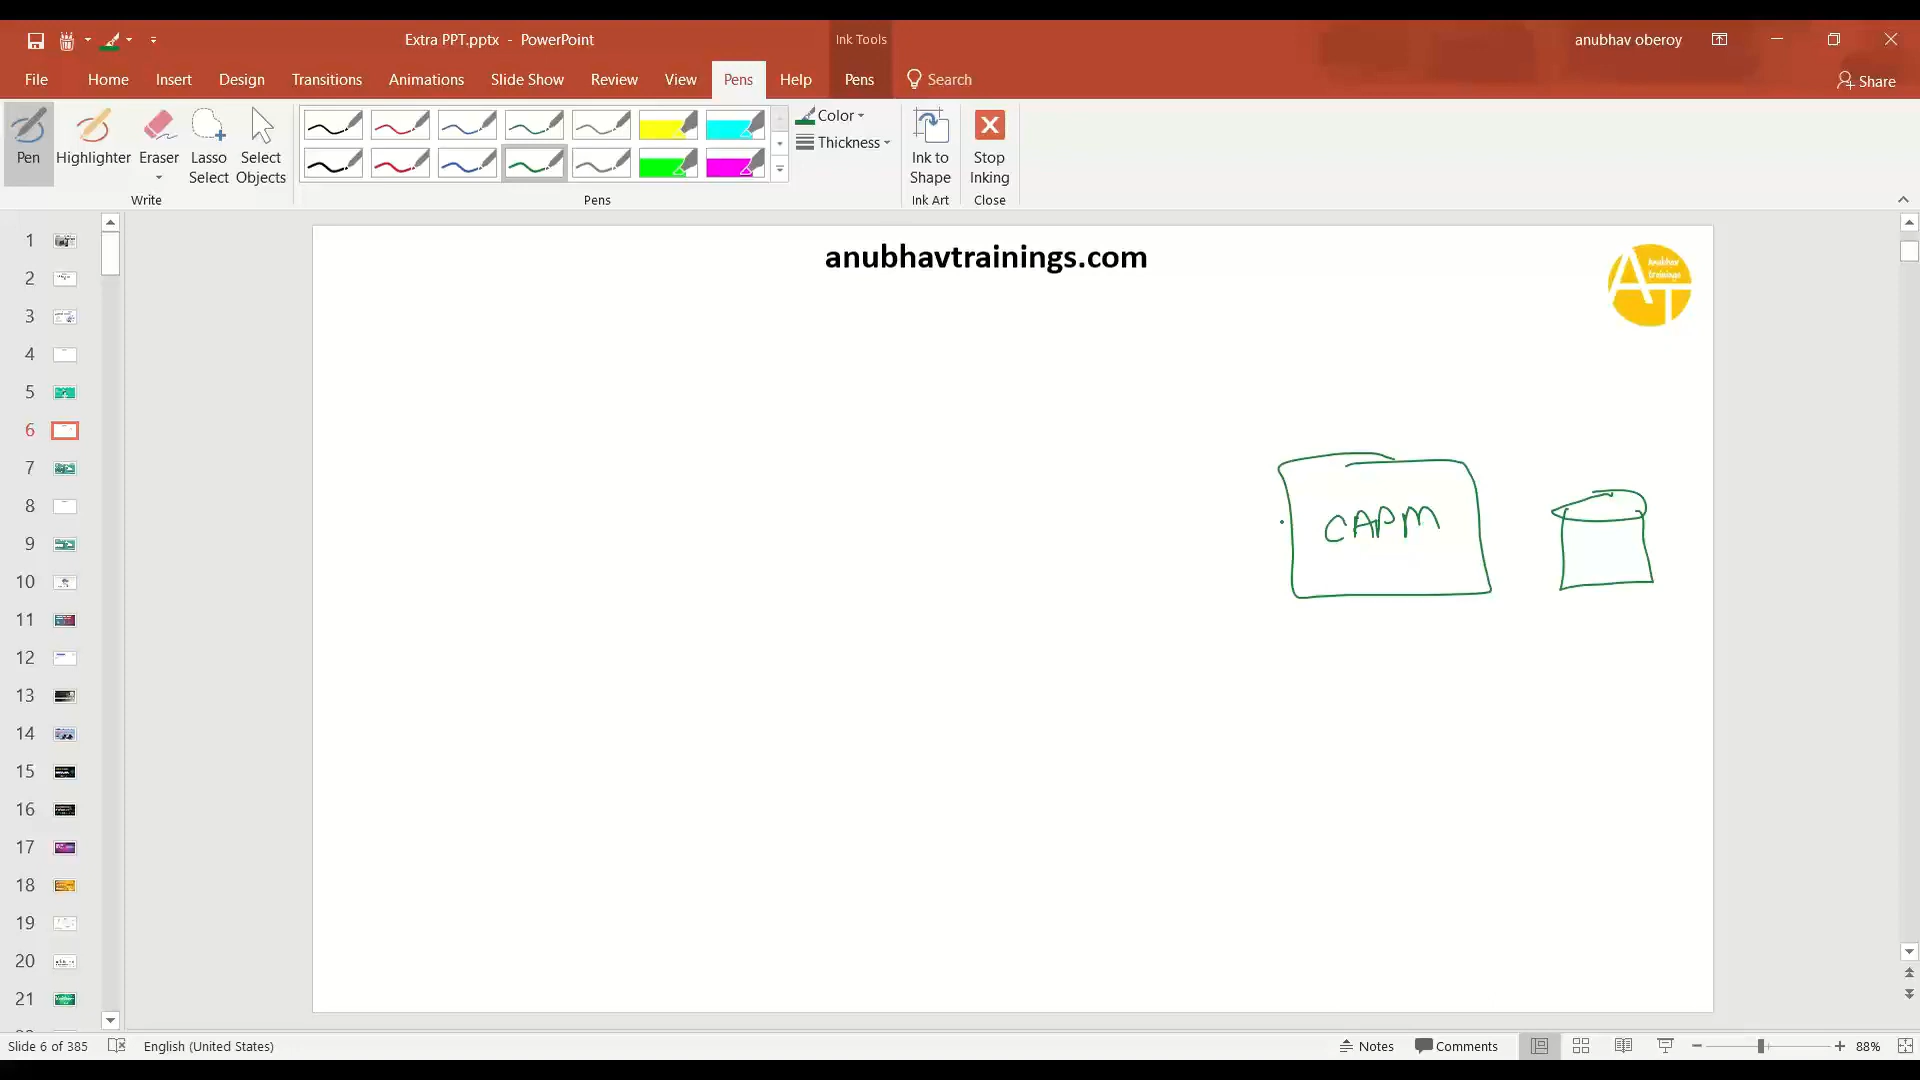 Extra PPT.pptx - PowerPoint
Ink Tools
anubhav oberoy
File Home Insert Design Transitions Animations Slide Show Review View Pens Help Pens Search Share
Pen
Highlighter
Eraser
Lasso Select
Select Objects
Color
Thickness
Ink to Shape
Stop Inking
Write
Pens
Ink Art
Close
anubhavtrainings.com
Anubhav trainings
AT
CAPM
1
2
3
4
5
6
7
8
9
10
11
12
13
14
15
16
17
18
19
20
21
Slide 6 of 385
English (United States)
Notes
Comments
88%